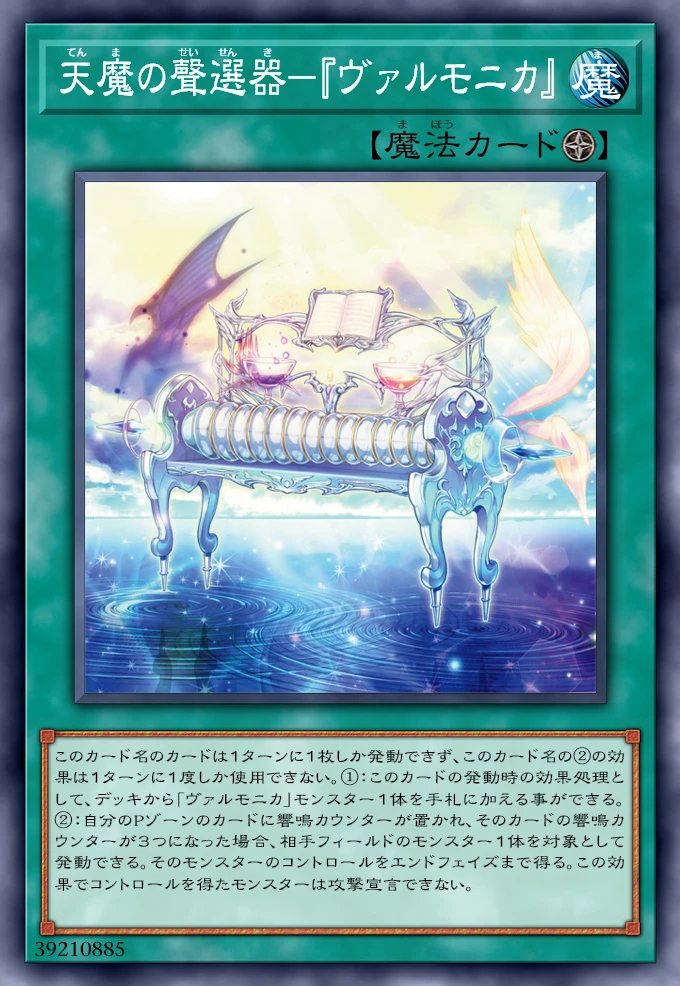 てんま せいせんき
天魔の聲選器－『ヴァルモニカ』 魔
まほう
【魔法カード】
このカード名のカードは１ターンに１枚しか発動できず、このカード名の②の効
果は１ターンに１度しか使用できない。①：このカードの発動時の効果処理と
して、デッキから「ヴァルモニカ」モンスター１体を手札に加える事ができる。
②：自分のＰゾーンのカードに響鳴カウンターが置かれ、そのカードの響鳴カ
ウンターが３つになった場合、相手フィールドのモンスター１体を対象として
発動できる。そのモンスターのコントロールをエンドフェイズまで得る。この効
果でコントロールを得たモンスターは攻撃宣言できない。
39210885